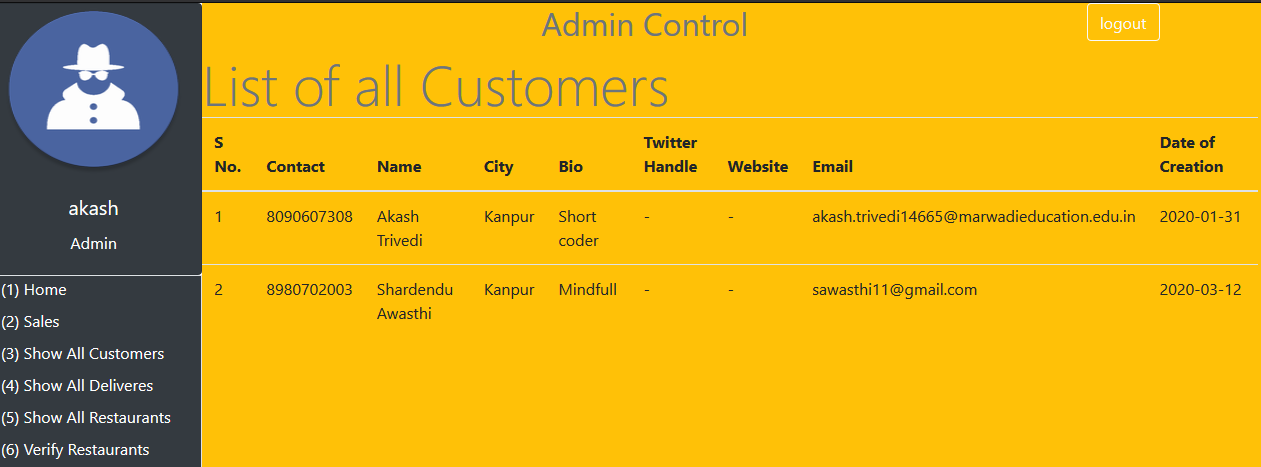 Admin Control
logout
List of all Customers
akash
Admin
(1) Home
(2) Sales
(3) Show All Customers
(4) Show All Deliveres
(5) Show All Restaurants
(6) Verify Restaurants
S No. Contact Name City Bio Twitter Handle Website Email Date of Creation
1 8090607308 Akash Trivedi Kanpur Short coder - - akash.trivedi14665@marwadieducation.edu.in 2020-01-31
2 8980702003 Shardendu Awasthi Kanpur Mindfull - - sawasthi11@gmail.com 2020-03-12